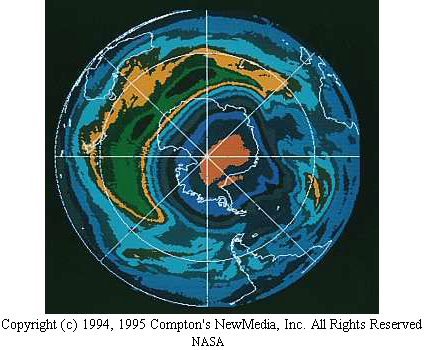 Copyright (c) 1994, 1995 Compton's NewMedia, Inc. All Rights Reserved
NASA